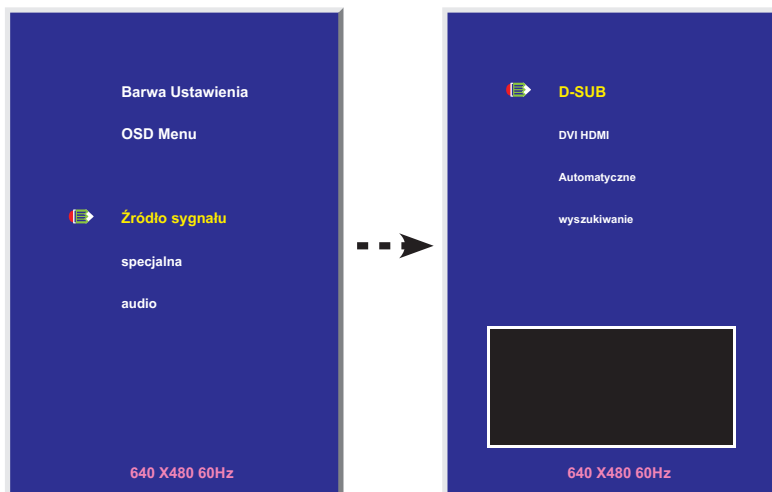 Barwa Ustawienia
OSD Menu
Źródło sygnału
specjalna
audio
640 X480 60Hz
D-SUB
DVI HDMI
Automatyczne
wyszukiwanie
640 X480 60Hz